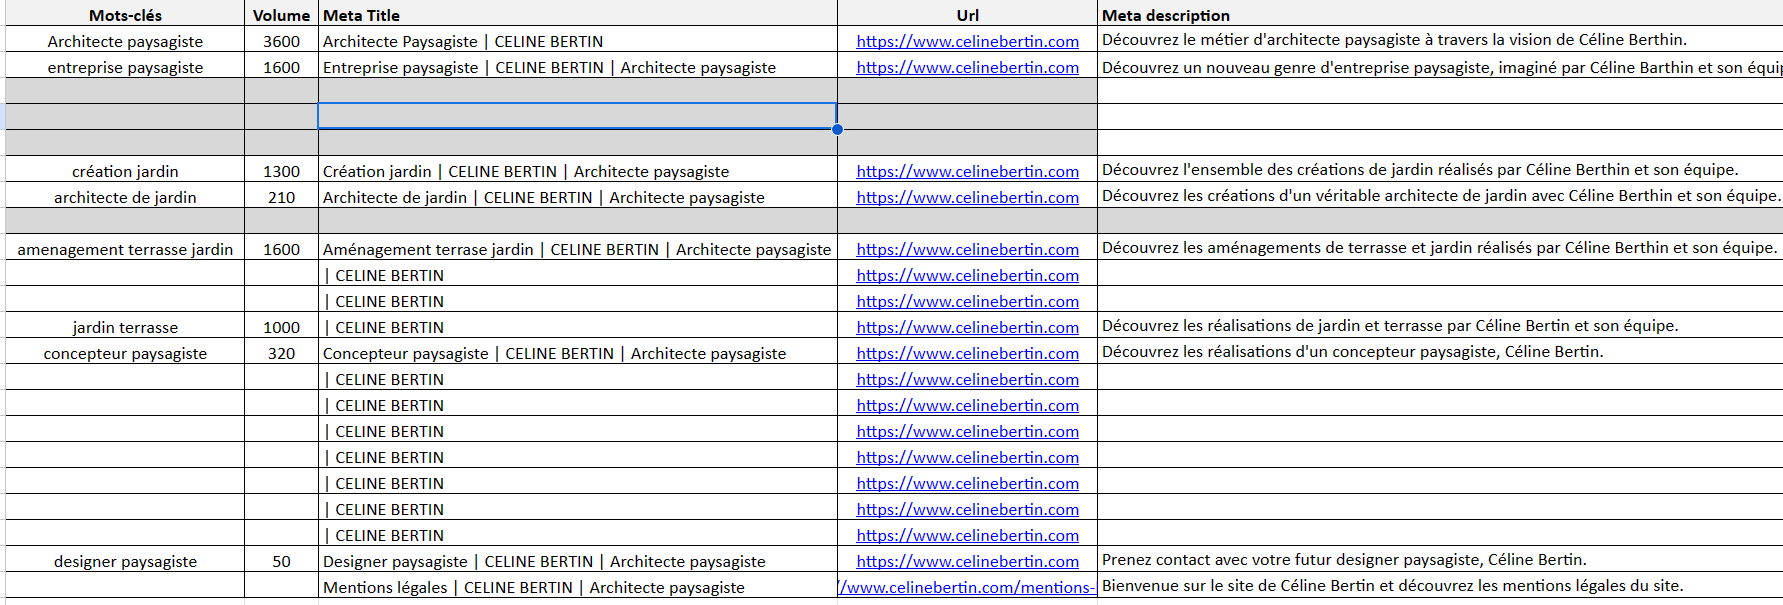 Mots-clés Volume Meta Title Url Meta description
Architecte paysagiste 3600 Architecte Paysagiste | CELINE BERTIN https://www.celinebertin.com Découvrez le métier d'architecte paysagiste à travers la vision de Céline Berthin.
entreprise paysagiste 1600 Entreprise paysagiste | CELINE BERTIN | Architecte paysagiste https://www.celinebertin.com Découvrez un nouveau genre d'entreprise paysagiste, imaginé par Céline Barthin et son équip
création jardin 1300 Création jardin | CELINE BERTIN | Architecte paysagiste https://www.celinebertin.com Découvrez l'ensemble des créations de jardin réalisés par Céline Berthin et son équipe.
architecte de jardin 210 Architecte de jardin | CELINE BERTIN | Architecte paysagiste https://www.celinebertin.com Découvrez les créations d'un véritable architecte de jardin avec Céline Berthin et son équipe.
amenagement terrasse jardin 1600 Aménagement terrase jardin | CELINE BERTIN | Architecte paysagiste https://www.celinebertin.com Découvrez les aménagements de terrasse et jardin réalisés par Céline Berthin et son équipe.
| CELINE BERTIN https://www.celinebertin.com
| CELINE BERTIN https://www.celinebertin.com
jardin terrasse 1000 | CELINE BERTIN https://www.celinebertin.com Découvrez les réalisations de jardin et terrasse par Céline Bertin et son équipe.
concepteur paysagiste 320 Concepteur paysagiste | CELINE BERTIN | Architecte paysagiste https://www.celinebertin.com Découvrez les réalisations d'un concepteur paysagiste, Céline Bertin.
| CELINE BERTIN https://www.celinebertin.com
| CELINE BERTIN https://www.celinebertin.com
| CELINE BERTIN https://www.celinebertin.com
| CELINE BERTIN https://www.celinebertin.com
| CELINE BERTIN https://www.celinebertin.com
| CELINE BERTIN https://www.celinebertin.com
| CELINE BERTIN https://www.celinebertin.com
designer paysagiste 50 Designer paysagiste | CELINE BERTIN | Architecte paysagiste https://www.celinebertin.com Prenez contact avec votre futur designer paysagiste, Céline Bertin.
Mentions légales | CELINE BERTIN | Architecte paysagiste /www.celinebertin.com/mentions- Bienvenue sur le site de Céline Bertin et découvrez les mentions légales du site.